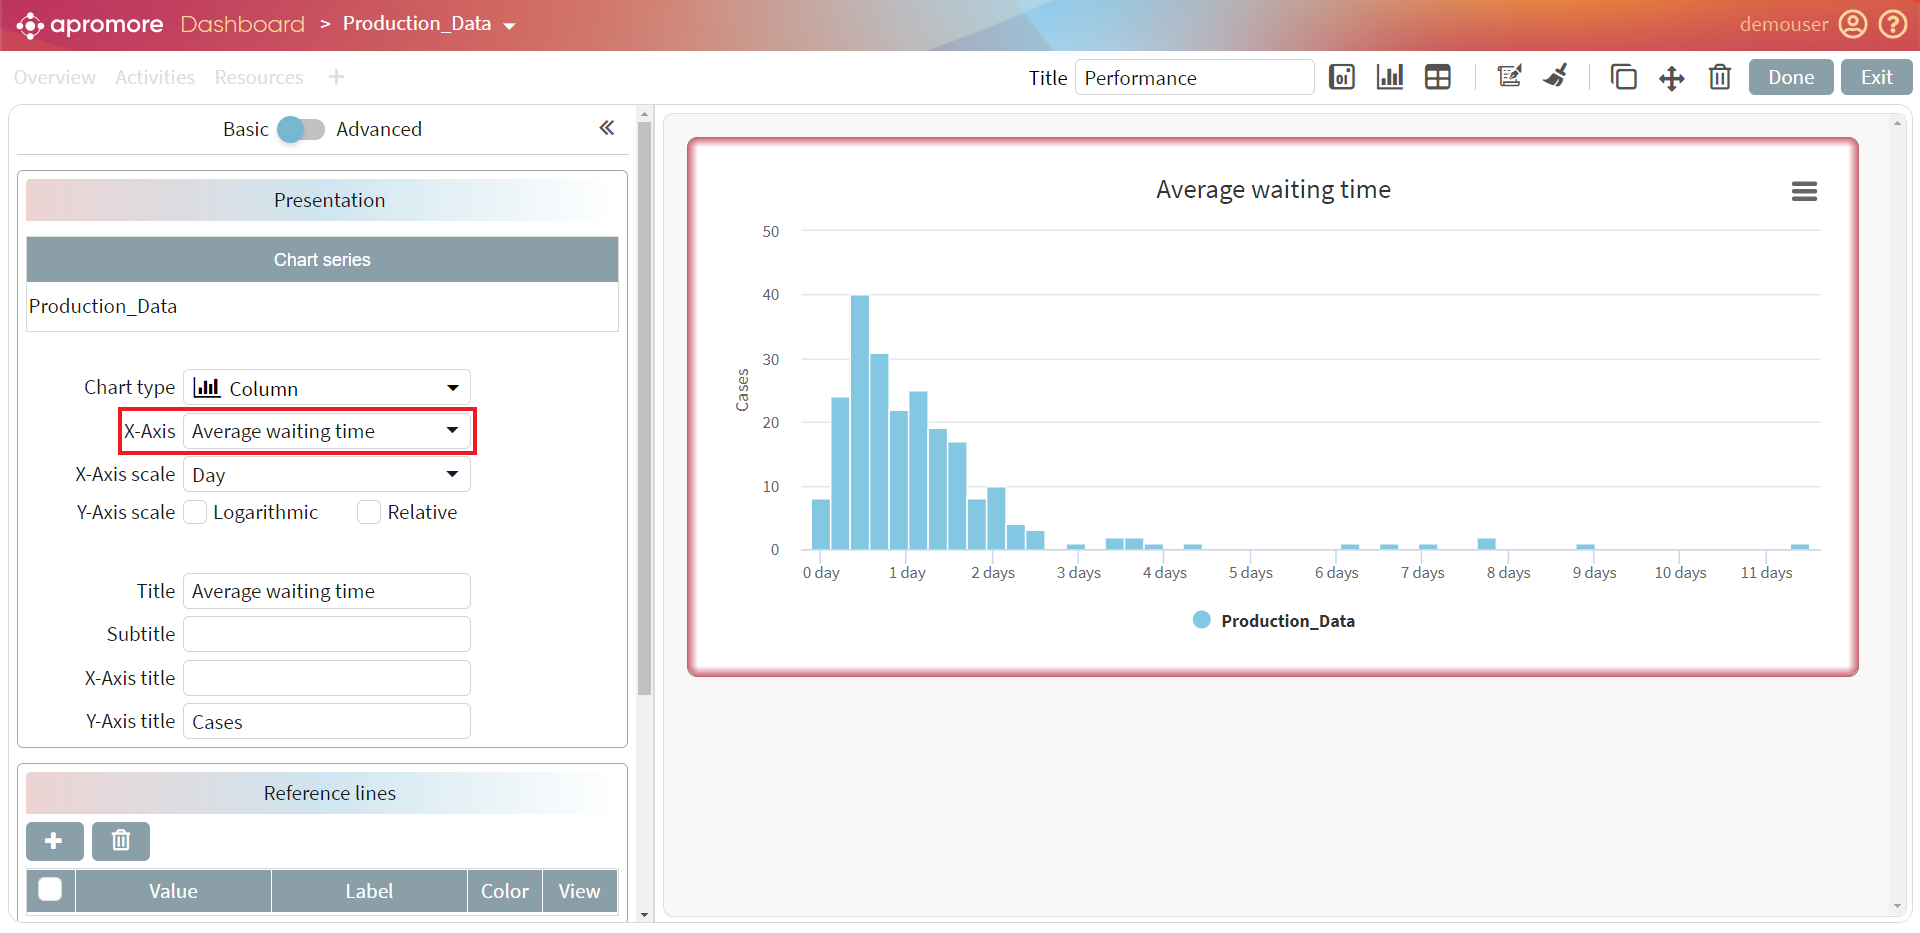 apromore Dashboard > Production_Data demouser ?
Overview Activities Resources + Title Performance 01 Done Exit
Basic Advanced
Presentation
Chart series
Production_Data
Chart type Column
X-Axis Average waiting time
X-Axis scale Day
Y-Axis scale Logarithmic Relative
Title Average waiting time
Subtitle
X-Axis title
Y-Axis title Cases
Reference lines
Value Label Color View
Average waiting time
50
40
30
20
10
0
Cases
0 day 1 day 2 days 3 days 4 days 5 days 6 days 7 days 8 days 9 days 10 days 11 days
Production_Data